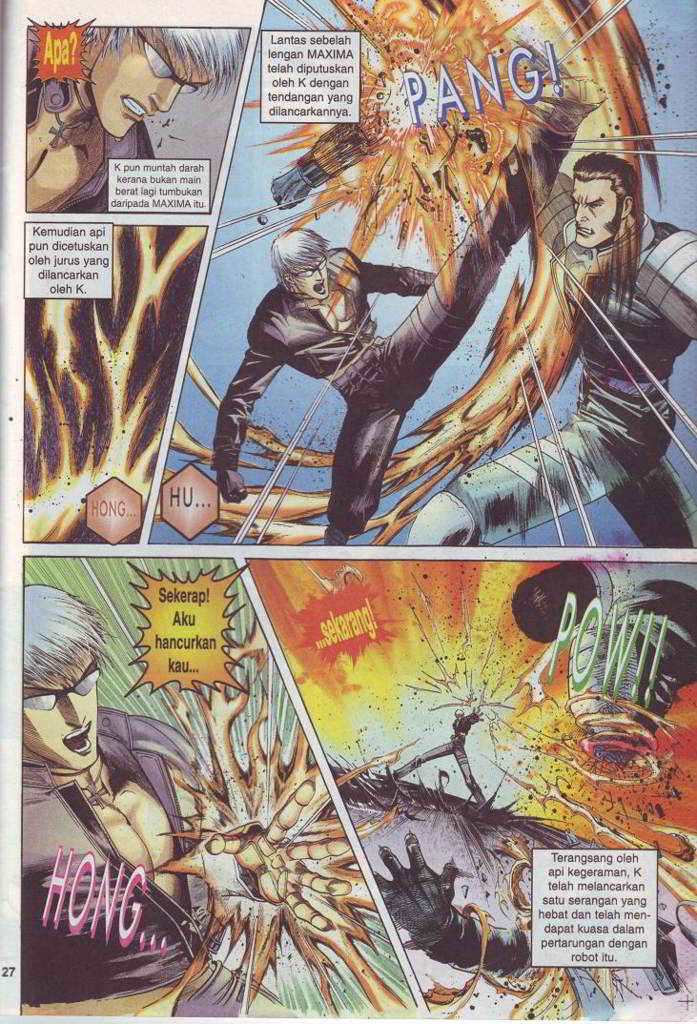 Apa?
K pun muntah darah
kerana bukan main
berat lagi tumbukan
daripada MAXIMA itu.
Lantas sebelah
lengan MAXIMA
telah diputuskan
oleh K dengan
tendangan yang
dilancarkannya.
PANG!
Kemudian api
pun dicetuskan
oleh jurus yang
dilancarkan
oleh K.
HONG...
HU...
Sekerap!
Aku
hancurkan
kau...
HONG...
...sekarang!
POW!!
Terangsang oleh
api kegeraman, K
telah melancarkan
satu serangan yang
hebat dan telah men-
dapat kuasa dalam
pertarungan dengan
robot itu.
27